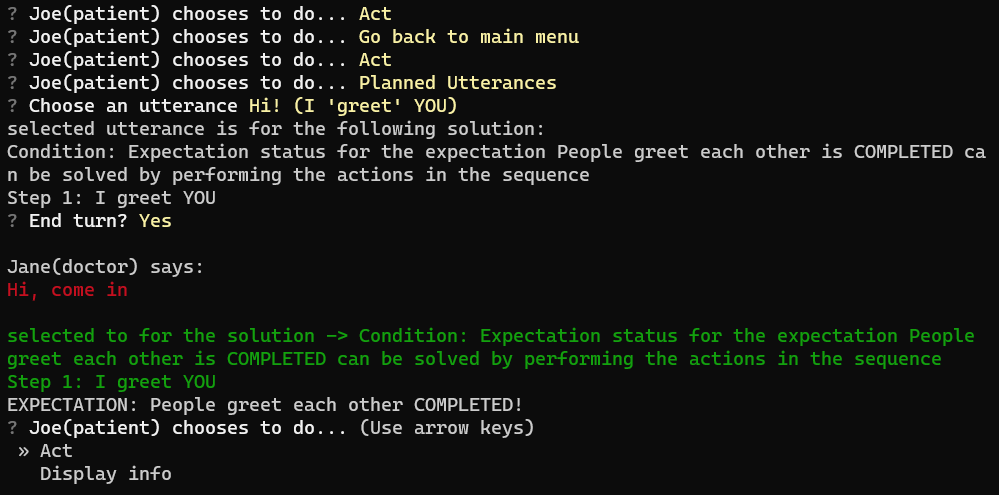 ? Joe(patient) chooses to do... Act
? Joe(patient) chooses to do... Go back to main menu
? Joe(patient) chooses to do... Act
? Joe(patient) chooses to do... Planned Utterances
? Choose an utterance Hi! (I 'greet' YOU)
selected utterance is for the following solution:
Condition: Expectation status for the expectation People greet each other is COMPLETED ca
n be solved by performing the actions in the sequence
Step 1: I greet YOU
? End turn? Yes
Jane(doctor) says:
Hi, come in
selected to for the solution -> Condition: Expectation status for the expectation People
greet each other is COMPLETED can be solved by performing the actions in the sequence
Step 1: I greet YOU
EXPECTATION: People greet each other COMPLETED!
? Joe(patient) chooses to do... (Use arrow keys)
» Act
Display info